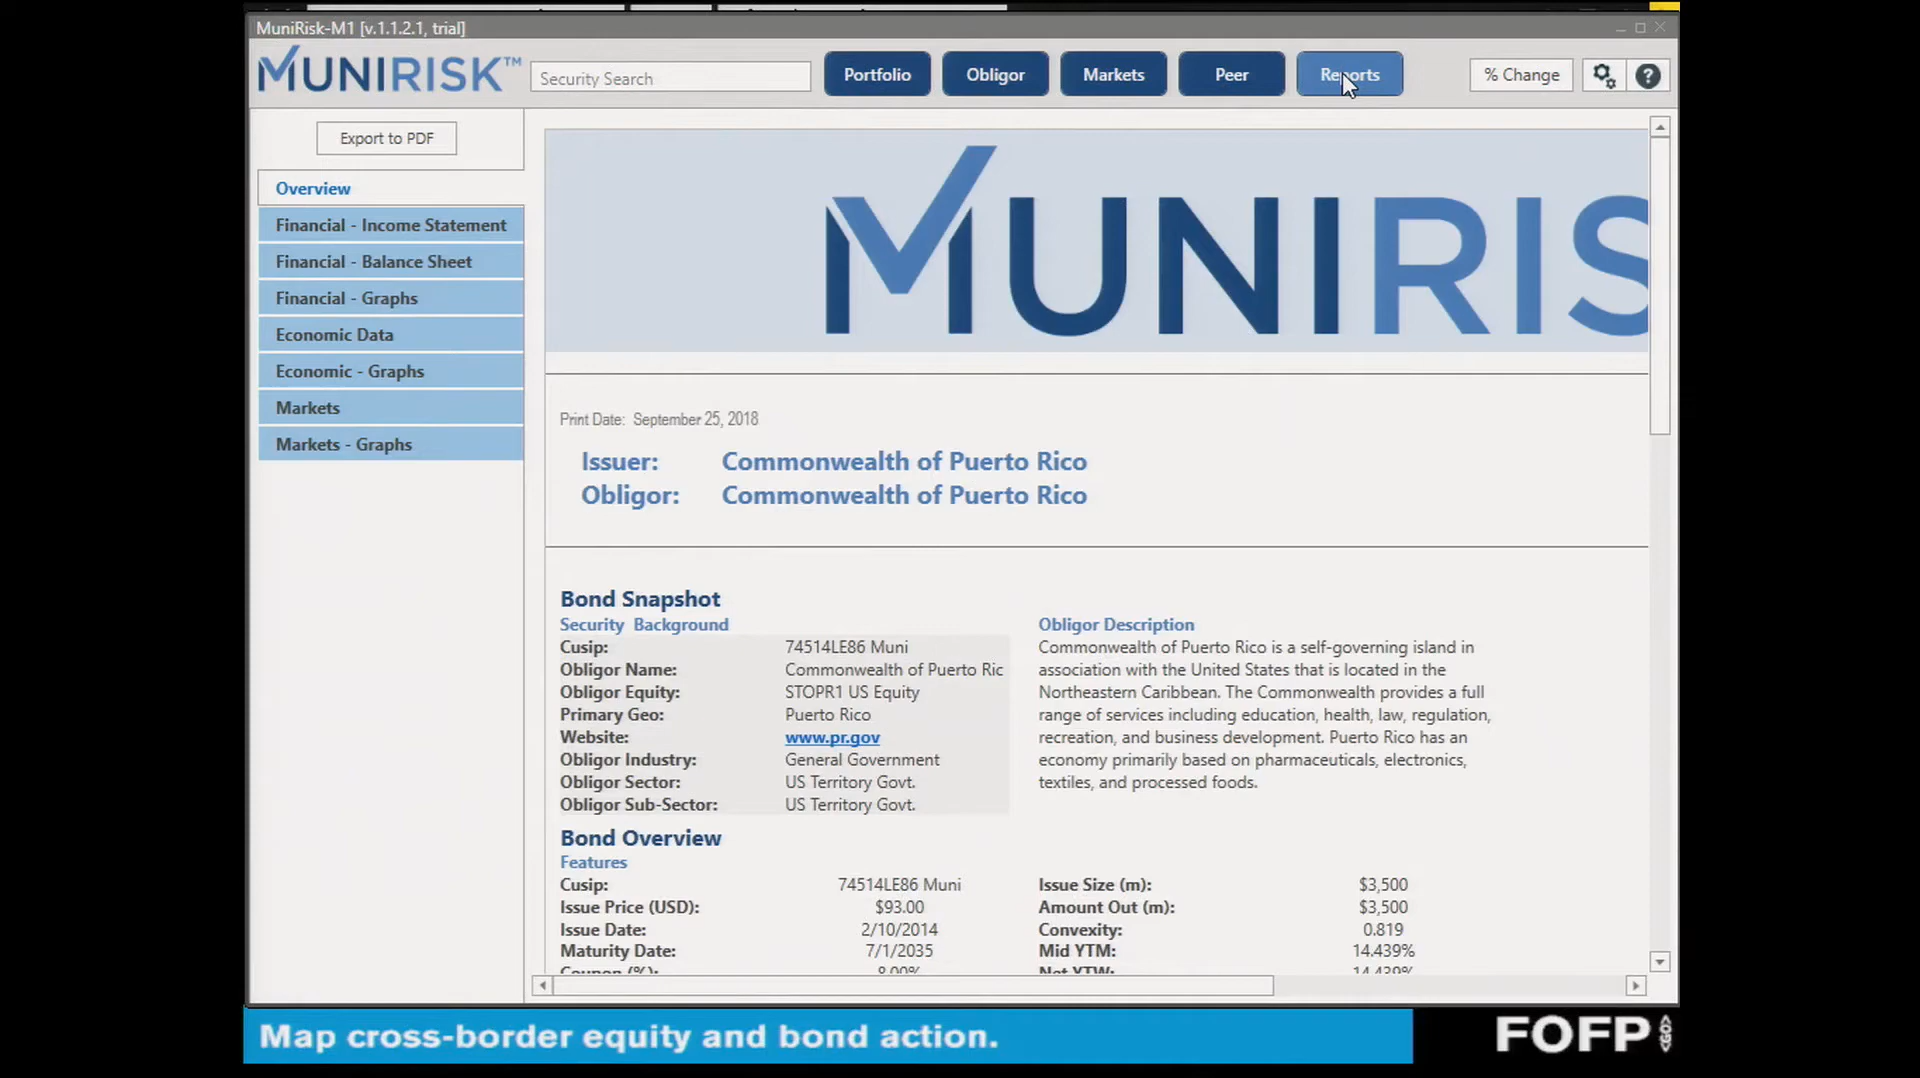 MuniRisk-M1 [v.1.1.2.1, trial]
MUNIRISK™
Security Search
Portfolio
Obligor
Markets
Peer
Reports
% Change
?
Export to PDF
Overview
Financial - Income Statement
Financial - Balance Sheet
Financial - Graphs
Economic Data
Economic - Graphs
Markets
Markets - Graphs
MUNIRIS
Print Date: September 25, 2018
Issuer: Commonwealth of Puerto Rico
Obligor: Commonwealth of Puerto Rico
Bond Snapshot
Security Background
Cusip: 74514LE86 Muni
Obligor Name: Commonwealth of Puerto Ric
Obligor Equity: STOPR1 US Equity
Primary Geo: Puerto Rico
Website: www.pr.gov
Obligor Industry: General Government
Obligor Sector: US Territory Govt.
Obligor Sub-Sector: US Territory Govt.
Obligor Description
Commonwealth of Puerto Rico is a self-governing island in
association with the United States that is located in the
Northeastern Caribbean. The Commonwealth provides a full
range of services including education, health, law, regulation,
recreation, and business development. Puerto Rico has an
economy primarily based on pharmaceuticals, electronics,
textiles, and processed foods.
Bond Overview
Features
Cusip: 74514LE86 Muni
Issue Price (USD): $93.00
Issue Date: 2/10/2014
Maturity Date: 7/1/2035
Coupon (%): 8.00%
Issue Size (m): $3,500
Amount Out (m): $3,500
Convexity: 0.819
Mid YTM: 14.439%
Net YTW: 14.439%
Map cross-border equity and bond action.
FOFP